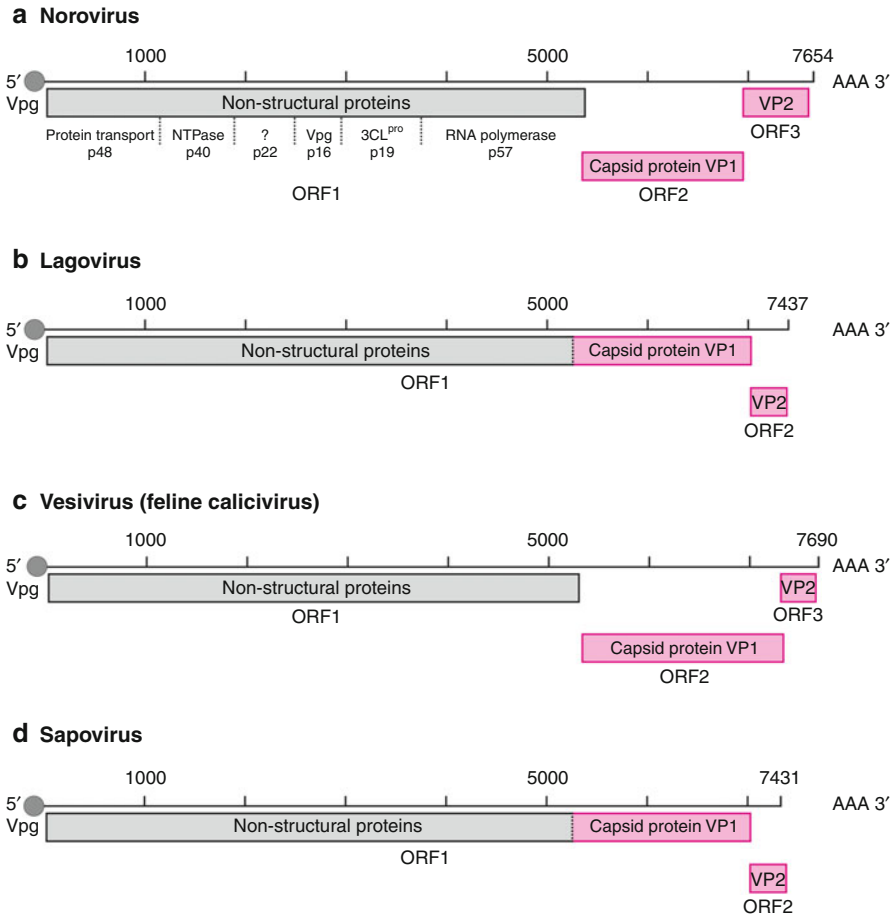 a Norovirus
1000 5000 7654
5′ AAA 3′
Vpg Non-structural proteins VP2
Protein transport NTPase ? Vpg 3CLpro RNA polymerase ORF3
p48 p40 p22 p16 p19 p57
Capsid protein VP1
ORF1 ORF2
b Lagovirus
1000 5000 7437
5′ AAA 3′
Vpg Non-structural proteins Capsid protein VP1
ORF1
VP2
ORF2
c Vesivirus (feline calicivirus)
1000 5000 7690
5′ AAA 3′
Vpg Non-structural proteins VP2
ORF1 ORF3
Capsid protein VP1
ORF2
d Sapovirus
1000 5000 7431
5′ AAA 3′
Vpg Non-structural proteins Capsid protein VP1
ORF1
VP2
ORF2